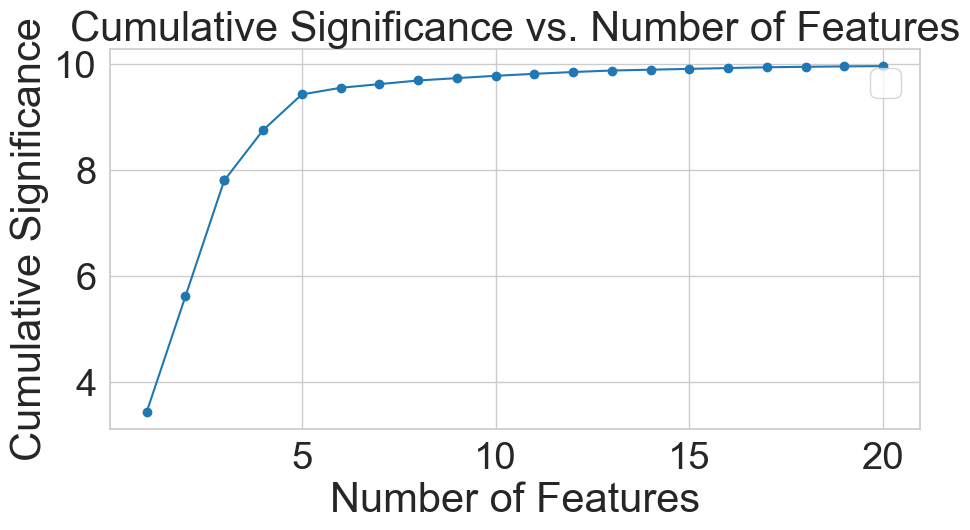 Cumulative Significance vs. Number of Features
Cumulative Significance
10
8
6
4
5 10 15 20
Number of Features